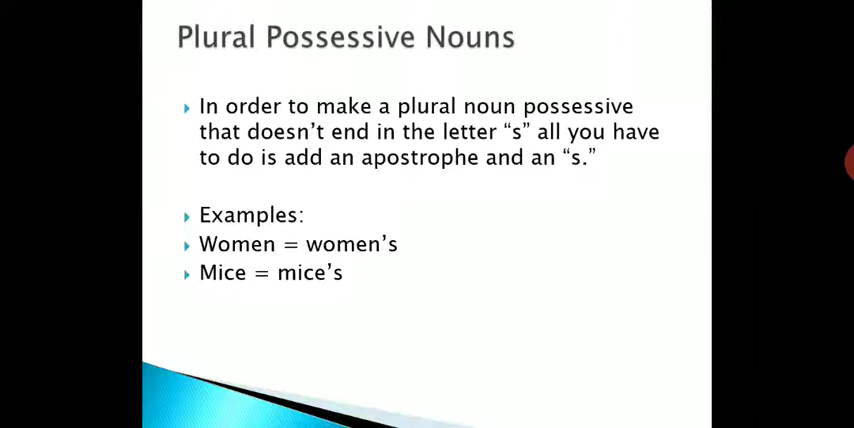 Plural Possessive Nouns
In order to make a plural noun possessive
that doesn’t end in the letter “s” all you have
to do is add an apostrophe and an “s.”
Examples:
Women = women’s
Mice = mice’s